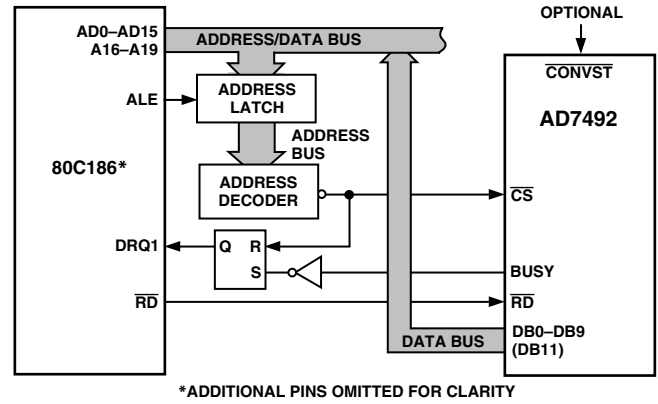 OPTIONAL
AD0–AD15
A16–A19
ADDRESS/DATA BUS
CONVST
ALE
ADDRESS
LATCH
AD7492
ADDRESS
BUS
80C186*
ADDRESS
DECODER
CS
DRQ1
Q R
S
BUSY
RD
RD
DATA BUS
DB0–DB9
(DB11)
*ADDITIONAL PINS OMITTED FOR CLARITY